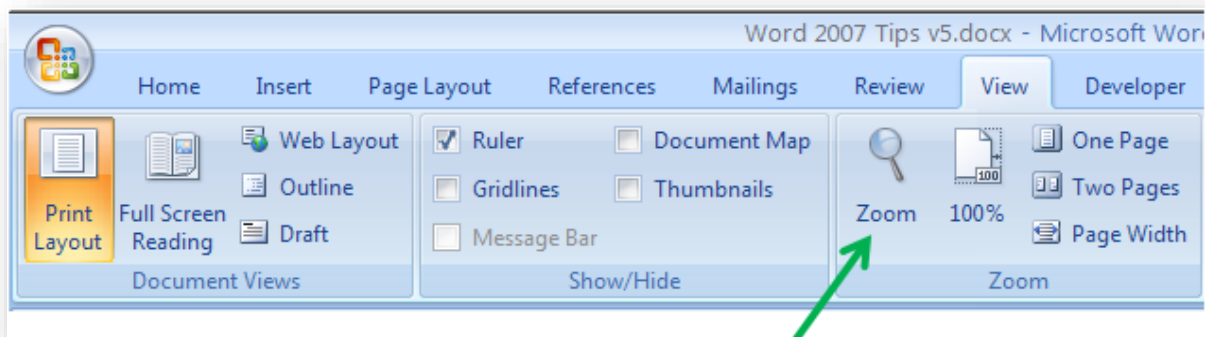 Word 2007 Tips v5.docx - Microsoft Wor
Home Insert Page Layout References Mailings Review View Developer
Print Layout
Full Screen Reading
Web Layout
Outline
Draft
Document Views
Ruler
Gridlines
Message Bar
Document Map
Thumbnails
Show/Hide
Zoom
100
100%
One Page
Two Pages
Page Width
Zoom